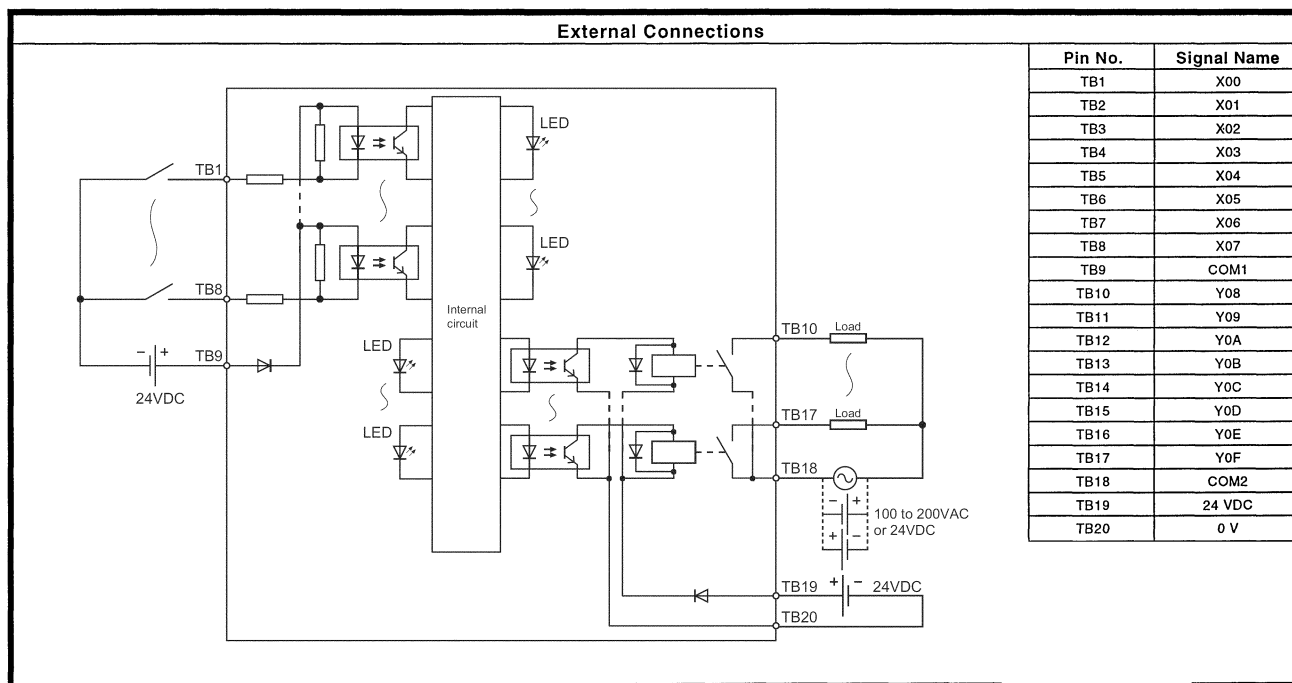 External Connections
Pin No. Signal Name
TB1 X00
TB2 X01
TB3 X02
TB4 X03
TB5 X04
TB6 X05
TB7 X06
TB8 X07
TB9 COM1
TB10 Y08
TB11 Y09
TB12 Y0A
TB13 Y0B
TB14 Y0C
TB15 Y0D
TB16 Y0E
TB17 Y0F
TB18 COM2
TB19 24 VDC
TB20 0 V
LED
TB1
LED
TB8
Internal
circuit
TB9
− +
24VDC
LED
LED
TB10 Load
TB17 Load
TB18
− +
100 to 200VAC
+ −
or 24VDC
TB19 + − 24VDC
TB20